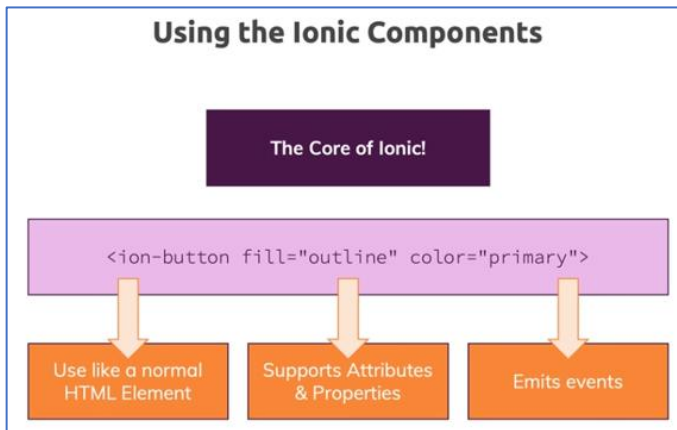 Using the Ionic Components
The Core of Ionic!
<ion-button fill="outline" color="primary">
Use like a normal
HTML Element
Supports Attributes
& Properties
Emits events